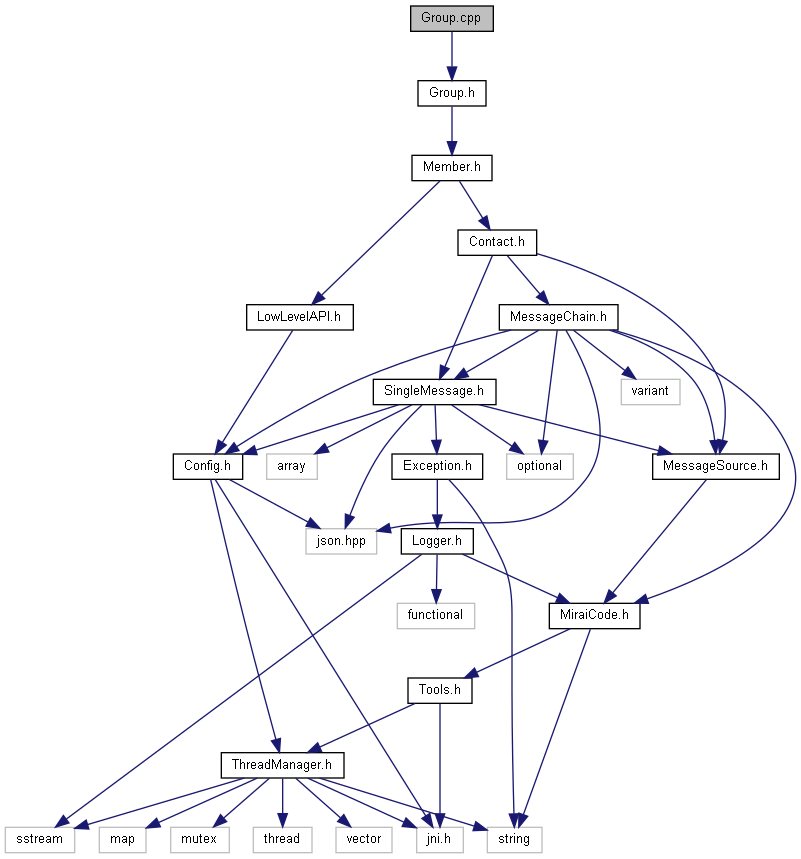 Group.cpp
Group.h
Member.h
Contact.h
LowLevelAPI.h
MessageChain.h
SingleMessage.h
variant
Config.h
array
Exception.h
optional
MessageSource.h
json.hpp
Logger.h
functional
MiraiCode.h
Tools.h
ThreadManager.h
sstream
map
mutex
thread
vector
jni.h
string